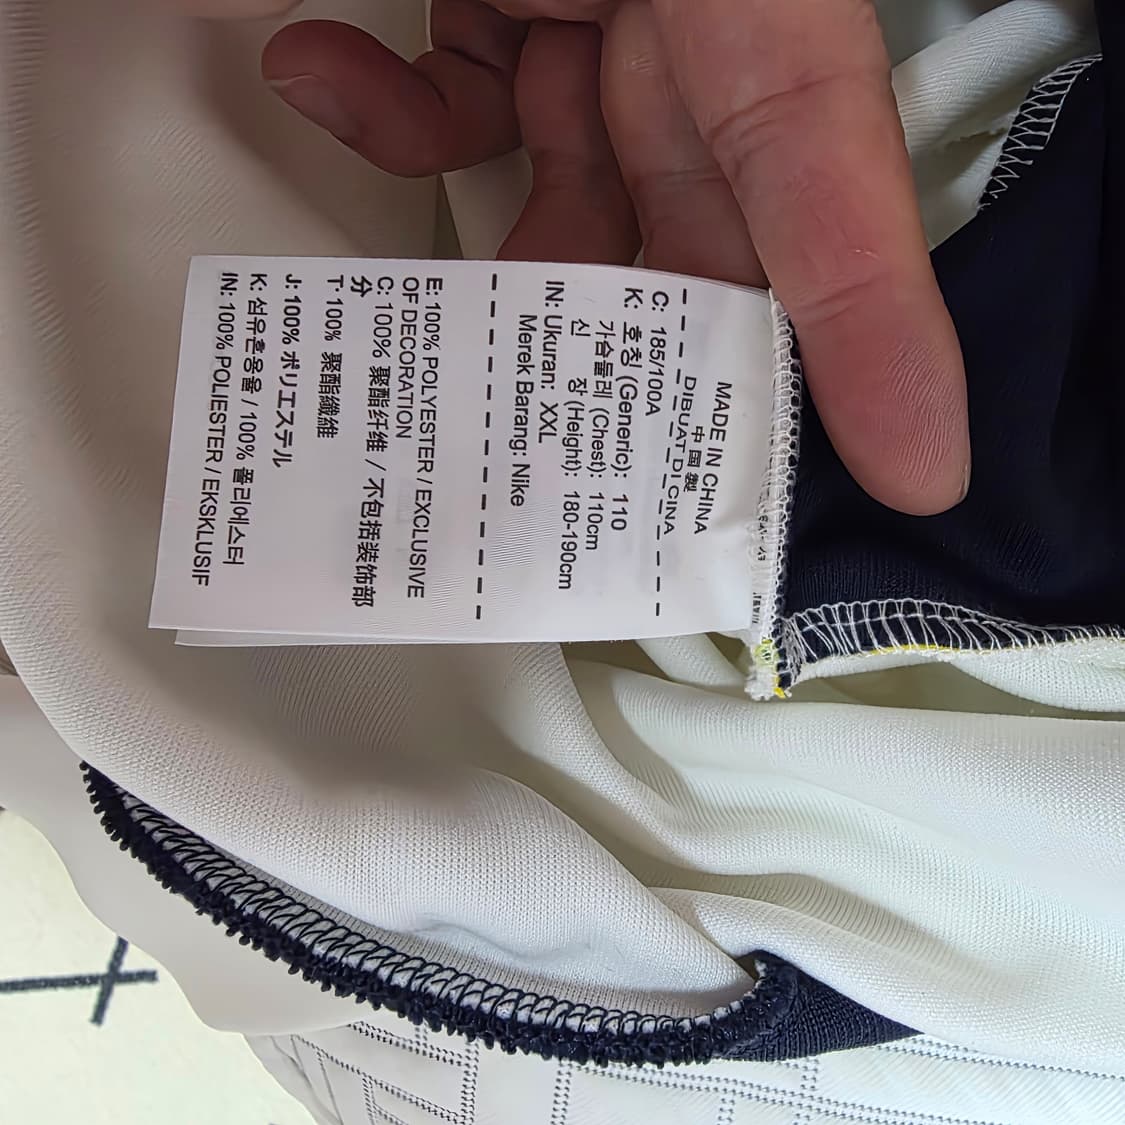 MADE IN CHINA
中國製
DIBUAT DI CINA
C: 185/100A
K: 호칭 (Generic): 110
가슴둘레 (Chest): 110cm
신 장 (Height): 180-190cm
IN: Ukuran: XXL
Merek Barang: Nike
E: 100% POLYESTER / EXCLUSIVE
OF DECORATION
C: 100% 聚酯纤维 / 不包括装饰部
分
T: 100% 聚酯纖維
J: 100% ポリエステル
K: 섬유혼용율 / 100% 폴리에스터
IN: 100% POLIESTER / EKSKLUSIF